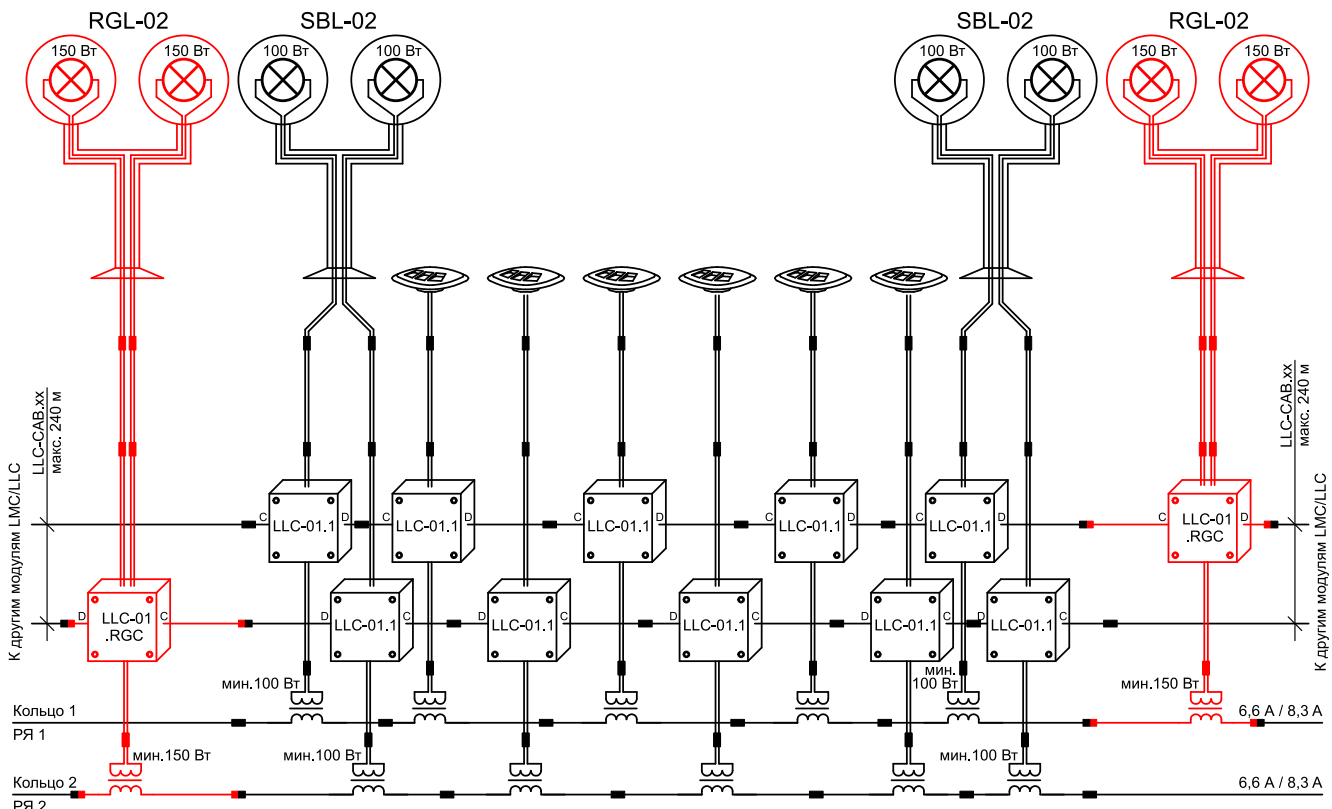 RGL-02
SBL-02
SBL-02
RGL-02
150 Вт
150 Вт
100 Вт
100 Вт
100 Вт
100 Вт
150 Вт
150 Вт
LLC-CAB.xx
макс. 240 м
LLC-CAB.xx
макс. 240 м
К другим модулям LMC/LLC
К другим модулям LMC/LLC
C
LLC-01.1
D
C
LLC-01.1
D
C
LLC-01.1
D
C
LLC-01.1
D
C
LLC-01.1
D
C
LLC-01
.RGC
D
D
LLC-01
.RGC
C
D
LLC-01.1
C
D
LLC-01.1
C
D
LLC-01.1
C
D
LLC-01.1
C
D
LLC-01.1
C
мин.100 Вт
мин.
100 Вт
мин.150 Вт
Кольцо 1
РЯ 1
6,6 А / 8,3 А
мин.150 Вт
мин.100 Вт
мин.100 Вт
Кольцо 2
РЯ 2
6,6 А / 8,3 А